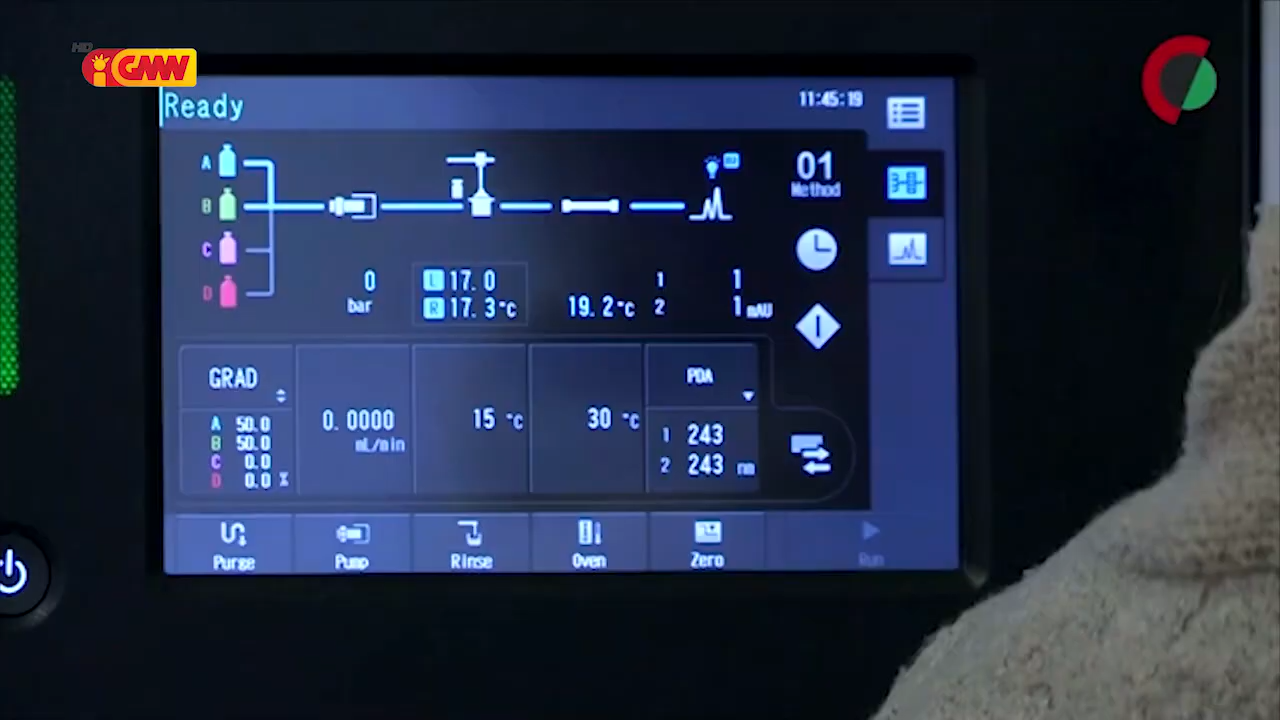 HD
iGMW
Ready
11:45:19
A
B
C
D
01
Method
0
bar
L 17.0
R 17.3°C
19.2°C
1 1
2 1 mAU
GRAD
A 50.0
B 50.0
C 0.0
D 0.0 %
0.0000
mL/min
15 °C
30 °C
PDA
1 243
2 243 nm
Purge
Pump
Rinse
Oven
Zero
Run